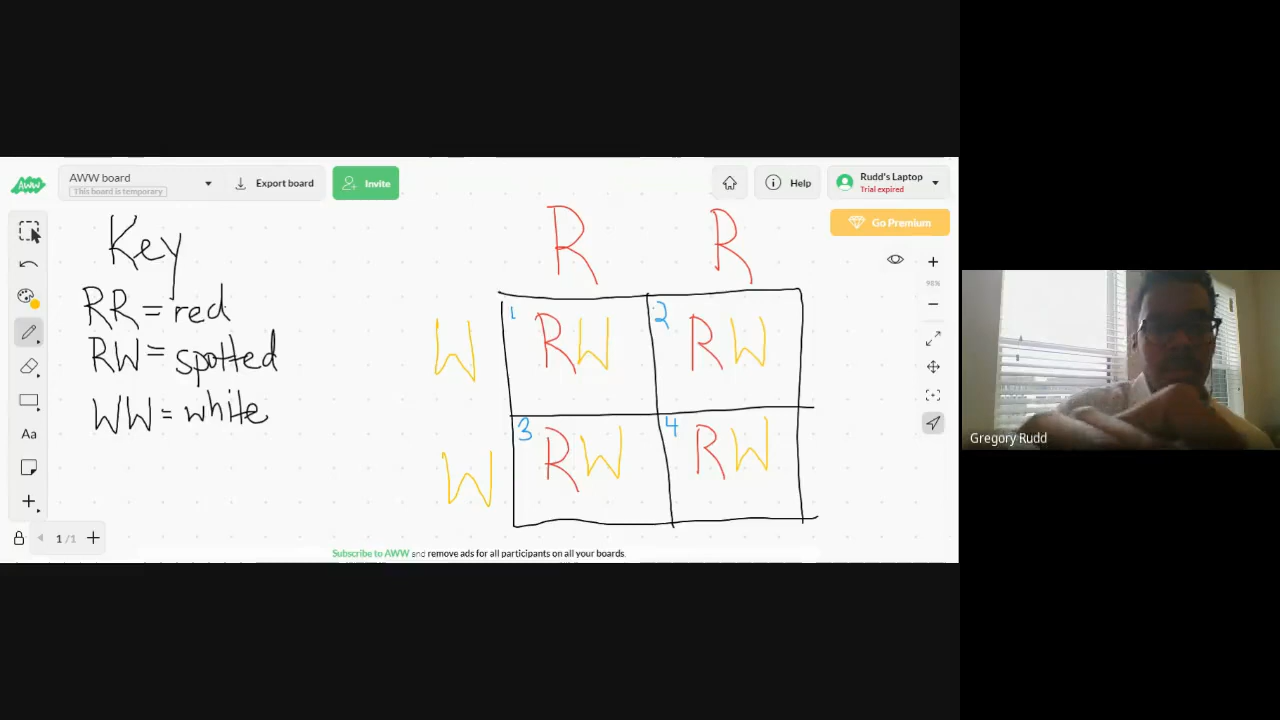 AWW
AWW board
This board is temporary
Export board
Invite
Help
Rudd's Laptop
Trial expired
Go Premium
Key
RR = red
RW = spotted
WW = white
R R
W 1 RW 2 RW
W 3 RW 4 RW
98%
Aa
1 / 1
Subscribe to AWW and remove ads for all participants on all your boards.
Gregory Rudd